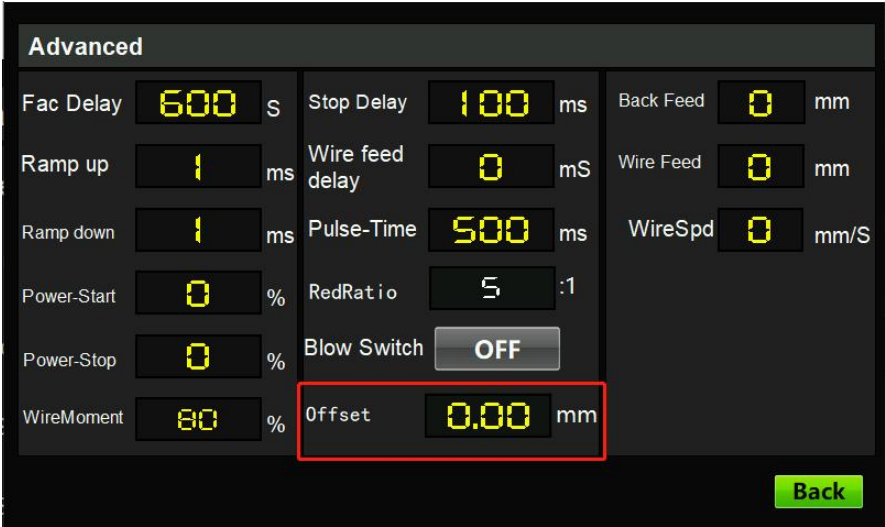 Advanced
Fac Delay 600 S
Ramp up 1 ms
Ramp down 1 ms
Power-Start 0 %
Power-Stop 0 %
WireMoment 80 %
Stop Delay 100 ms
Wire feed
delay 0 mS
Pulse-Time 500 ms
RedRatio 5 :1
Blow Switch OFF
Offset 0.00 mm
Back Feed 0 mm
Wire Feed 0 mm
WireSpd 0 mm/S
Back